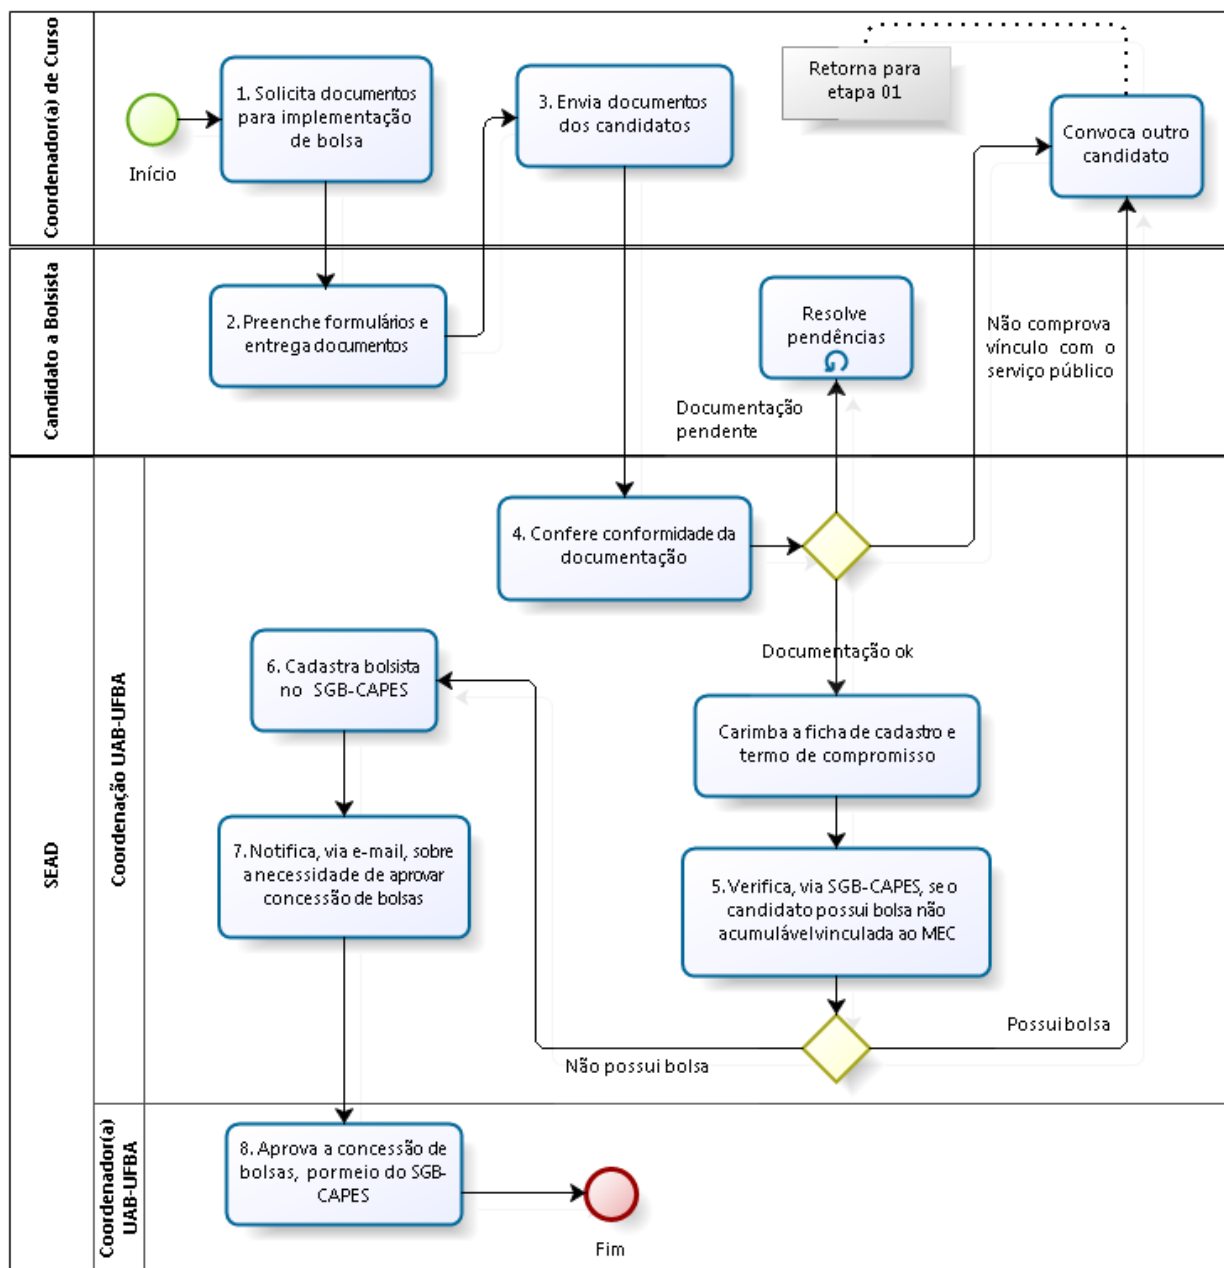 Coordenador(a) de Curso
Início
1. Solicita documentos
para implementação
de bolsa
3. Envia documentos
dos candidatos
Retorna para
etapa 01
Convoca outro
candidato
Candidato a Bolsista
2. Preenche formulários e
entrega documentos
Resolve
pendências
Documentação
pendente
Não comprova
vínculo com o
serviço público
SEAD
Coordenação UAB-UFBA
4. Confere conformidade da
documentação
Documentação ok
Carimba a ficha de cadastro e
termo de compromisso
5. Verifica, via SGB-CAPES, se o
candidato possui bolsa não
acumulável vinculada ao MEC
Possui bolsa
Não possui bolsa
6. Cadastra bolsista
no SGB-CAPES
7. Notifica, via e-mail, sobre
a necessidade de aprovar
concessão de bolsas
Coordenador(a)
UAB-UFBA
8. Aprova a concessão de
bolsas, por meio do SGB-
CAPES
Fim